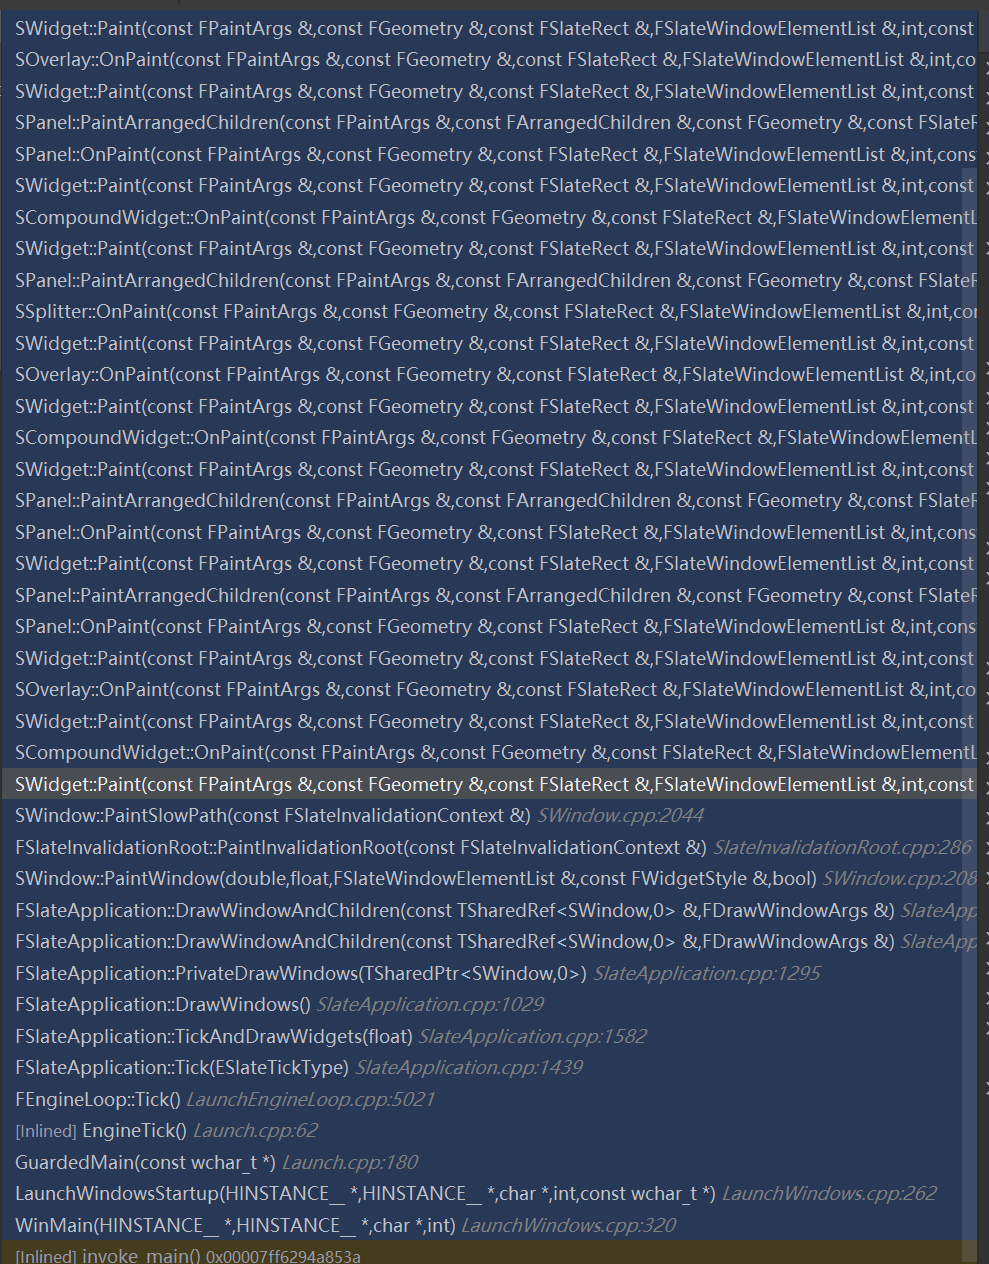 SWidget::Paint(const FPaintArgs &,const FGeometry &,const FSlateRect &,FSlateWindowElementList &,int,const
SOverlay::OnPaint(const FPaintArgs &,const FGeometry &,const FSlateRect &,FSlateWindowElementList &,int,co
SWidget::Paint(const FPaintArgs &,const FGeometry &,const FSlateRect &,FSlateWindowElementList &,int,const
SPanel::PaintArrangedChildren(const FPaintArgs &,const FArrangedChildren &,const FGeometry &,const FSlateR
SPanel::OnPaint(const FPaintArgs &,const FGeometry &,const FSlateRect &,FSlateWindowElementList &,int,cons
SWidget::Paint(const FPaintArgs &,const FGeometry &,const FSlateRect &,FSlateWindowElementList &,int,const
SCompoundWidget::OnPaint(const FPaintArgs &,const FGeometry &,const FSlateRect &,FSlateWindowElementL
SWidget::Paint(const FPaintArgs &,const FGeometry &,const FSlateRect &,FSlateWindowElementList &,int,const
SPanel::PaintArrangedChildren(const FPaintArgs &,const FArrangedChildren &,const FGeometry &,const FSlateR
SSplitter::OnPaint(const FPaintArgs &,const FGeometry &,const FSlateRect &,FSlateWindowElementList &,int,con
SWidget::Paint(const FPaintArgs &,const FGeometry &,const FSlateRect &,FSlateWindowElementList &,int,const
SOverlay::OnPaint(const FPaintArgs &,const FGeometry &,const FSlateRect &,FSlateWindowElementList &,int,co
SWidget::Paint(const FPaintArgs &,const FGeometry &,const FSlateRect &,FSlateWindowElementList &,int,const
SCompoundWidget::OnPaint(const FPaintArgs &,const FGeometry &,const FSlateRect &,FSlateWindowElementL
SWidget::Paint(const FPaintArgs &,const FGeometry &,const FSlateRect &,FSlateWindowElementList &,int,const
SPanel::PaintArrangedChildren(const FPaintArgs &,const FArrangedChildren &,const FGeometry &,const FSlateR
SPanel::OnPaint(const FPaintArgs &,const FGeometry &,const FSlateRect &,FSlateWindowElementList &,int,cons
SWidget::Paint(const FPaintArgs &,const FGeometry &,const FSlateRect &,FSlateWindowElementList &,int,const
SPanel::PaintArrangedChildren(const FPaintArgs &,const FArrangedChildren &,const FGeometry &,const FSlateR
SPanel::OnPaint(const FPaintArgs &,const FGeometry &,const FSlateRect &,FSlateWindowElementList &,int,cons
SWidget::Paint(const FPaintArgs &,const FGeometry &,const FSlateRect &,FSlateWindowElementList &,int,const
SOverlay::OnPaint(const FPaintArgs &,const FGeometry &,const FSlateRect &,FSlateWindowElementList &,int,co
SWidget::Paint(const FPaintArgs &,const FGeometry &,const FSlateRect &,FSlateWindowElementList &,int,const
SCompoundWidget::OnPaint(const FPaintArgs &,const FGeometry &,const FSlateRect &,FSlateWindowElementL
SWidget::Paint(const FPaintArgs &,const FGeometry &,const FSlateRect &,FSlateWindowElementList &,int,const
SWindow::PaintSlowPath(const FSlateInvalidationContext &) SWindow.cpp:2044
FSlateInvalidationRoot::PaintInvalidationRoot(const FSlateInvalidationContext &) SlateInvalidationRoot.cpp:286
SWindow::PaintWindow(double,float,FSlateWindowElementList &,const FWidgetStyle &,bool) SWindow.cpp:208
FSlateApplication::DrawWindowAndChildren(const TSharedRef<SWindow,0> &,FDrawWindowArgs &) SlateApp
FSlateApplication::DrawWindowAndChildren(const TSharedRef<SWindow,0> &,FDrawWindowArgs &) SlateApp
FSlateApplication::PrivateDrawWindows(TSharedPtr<SWindow,0>) SlateApplication.cpp:1295
FSlateApplication::DrawWindows() SlateApplication.cpp:1029
FSlateApplication::TickAndDrawWidgets(float) SlateApplication.cpp:1582
FSlateApplication::Tick(ESlateTickType) SlateApplication.cpp:1439
FEngineLoop::Tick() LaunchEngineLoop.cpp:5021
[Inlined] EngineTick() Launch.cpp:62
GuardedMain(const wchar_t *) Launch.cpp:180
LaunchWindowsStartup(HINSTANCE__ *,HINSTANCE__ *,char *,int,const wchar_t *) LaunchWindows.cpp:262
WinMain(HINSTANCE__ *,HINSTANCE__ *,char *,int) LaunchWindows.cpp:320
[Inlined] invoke_main() 0x00007ff6294a853a